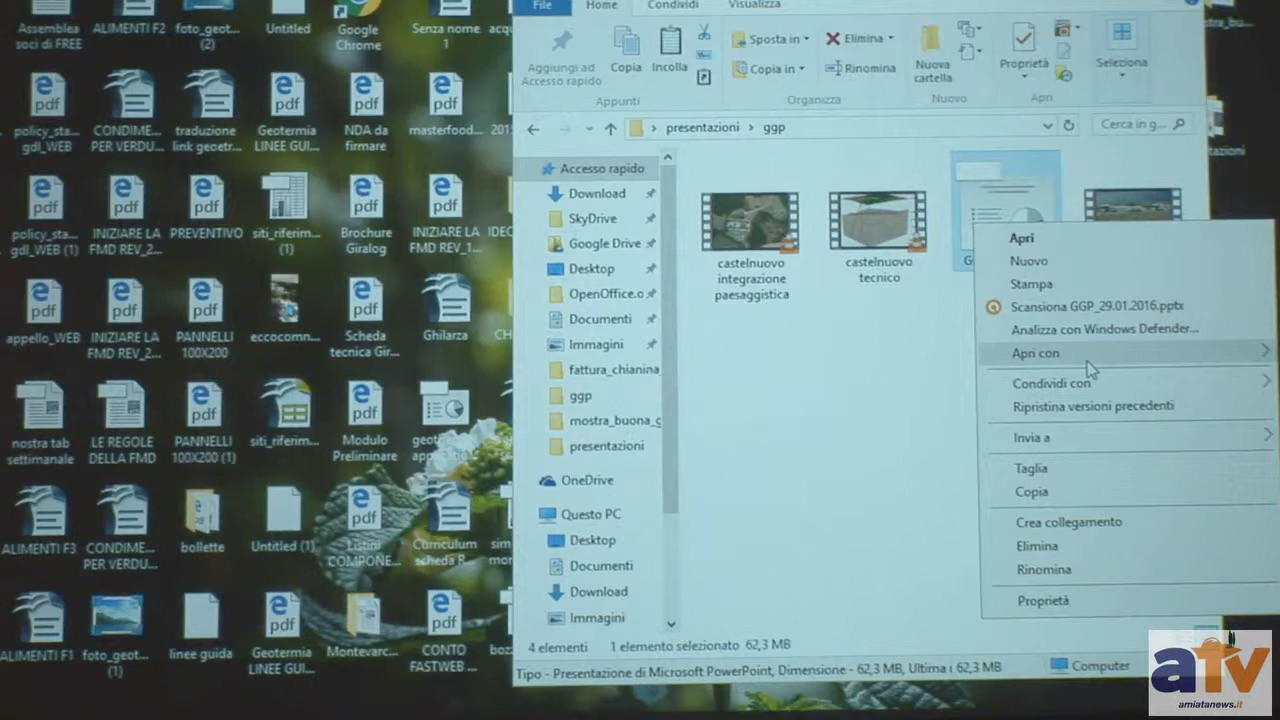 Assemblea
soci di FREE
ALIMENTI F2
foto_geot...
(2)
Untitled
Google
Chrome
Senza nome
1
policy_sta...
gdl_WEB
CONDIME...
PER VERDU...
traduzione
link geoetr...
Geotermia
LINEE GUI...
NDA da
firmare
masterfood...
policy_sta...
gdl_WEB (1)
INIZIARE LA
FMD REV_2...
PREVENTIVO
siti_riferim...
(1)
Brochure
Giralog
INIZIARE LA
FMD REV_1...
appello_WEB
INIZIARE LA
FMD REV_2...
PANNELLI
100X200
eccocomn...
Scheda
tecnica Gir...
Ghilarza
nostra tab
settimanale
LE REGOLE
DELLA FMD
PANNELLI
100X200 (1)
siti_riferim...
Modulo
Preliminare
ALIMENTI F3
CONDIME...
PER VERDU...
bollette
Untitled (1)
Listini
COMPONE...
Curriculum
scheda R...
ALIMENTI F1
foto_geot...
(1)
linee guida
Geotermia
LINEE GUI...
Montevarc...
CONTO
FASTWEB ...
File
Home
Condividi
Visualizza
Aggiungi ad
Accesso rapido
Copia
Incolla
Appunti
Sposta in
Copia in
Elimina
Rinomina
Organizza
Nuova
cartella
Nuovo
Proprietà
Apri
Seleziona
presentazioni > ggp
Cerca in g...
Accesso rapido
Download
SkyDrive
Google Drive
Desktop
OpenOffice.o
Documenti
Immagini
fattura_chianina
ggp
mostra_buona_g
presentazioni
OneDrive
Questo PC
Desktop
Documenti
Download
Immagini
castelnuovo
integrazione
paesaggistica
castelnuovo
tecnico
Apri
Nuovo
Stampa
Scansiona GGP_29.01.2016.pptx
Analizza con Windows Defender...
Apri con
Condividi con
Ripristina versioni precedenti
Invia a
Taglia
Copia
Crea collegamento
Elimina
Rinomina
Proprietà
4 elementi
1 elemento selezionato 62,3 MB
Tipo - Presentazione di Microsoft PowerPoint, Dimensione - 62,3 MB, Ultima 62,3 MB
Computer
aTv
amiatanews.it